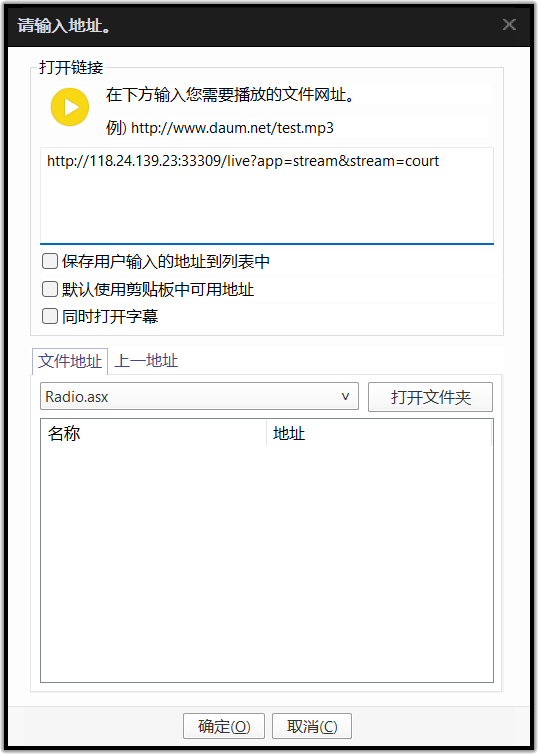 请输入地址。
打开链接
在下方输入您需要播放的文件网址。
例) http://www.daum.net/test.mp3
http://118.24.139.23:33309/live?app=stream&stream=court
保存用户输入的地址到列表中
默认使用剪贴板中可用地址
同时打开字幕
文件地址 上一地址
Radio.asx 打开文件夹
名称 地址
确定(O) 取消(C)